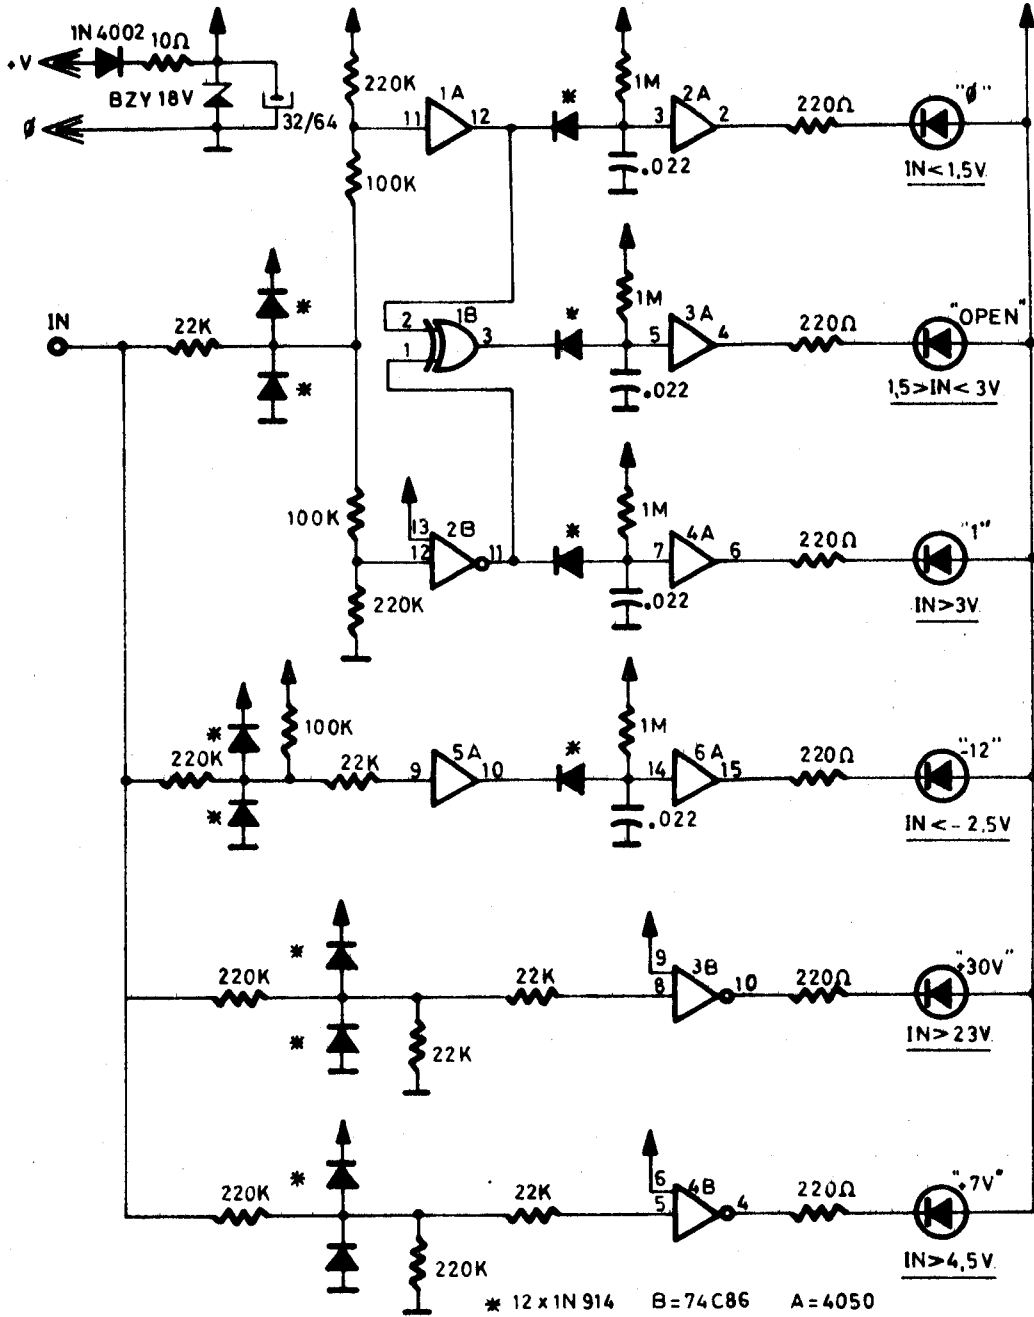 1N4002 10Ω
+V
BZY 18V
32/64
Ø
220K
11 1A 12
100K
*
1M
3 2A 2
.022
220Ω
"Ø"
IN<1,5V
IN
22K
*
*
2 1B
1 3
*
1M
5 3A 4
.022
220Ω
"OPEN"
1,5>IN<3V
100K
220K
13 2B
12 11
*
1M
7 4A 6
.022
220Ω
"1"
IN>3V
220K
*
*
100K
22K
9 5A 10
*
1M
14 6A 15
.022
220Ω
"-12"
IN<-2,5V
220K
*
*
22K
22K
9 3B
8 10
220Ω
"+30V"
IN>23V
220K
*
220K
22K
6 4B
5 4
220Ω
"+7V"
IN>4,5V
* 12 x 1N914 B=74C86 A=4050